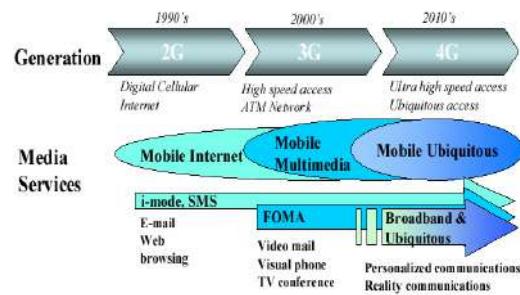 1990's 2000's 2010's
Generation 2G 3G 4G
Digital Cellular
Internet
High speed access
ATM Network
Ultra high speed access
Ubiquitous access
Media
Services
Mobile Internet
Mobile
Multimedia
Mobile Ubiquitous
i-mode, SMS
E-mail
Web
browsing
FOMA
Video mail
Visual phone
TV conference
Broadband &
Ubiquitous
Personalized communications
Reality communications